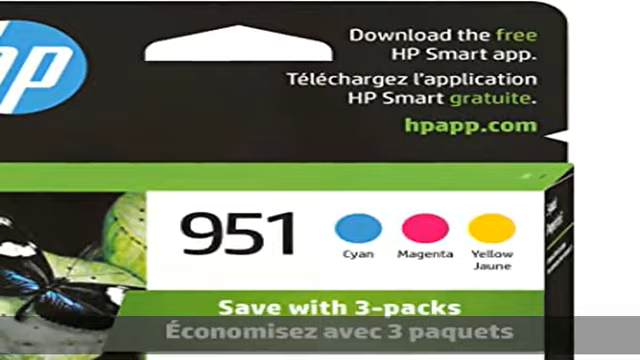 hp
Download the free
HP Smart app.
Téléchargez l'application
HP Smart gratuite.
hpapp.com
951
Cyan
Magenta
Yellow
Jaune
Save with 3-packs
Économisez avec 3 paquets